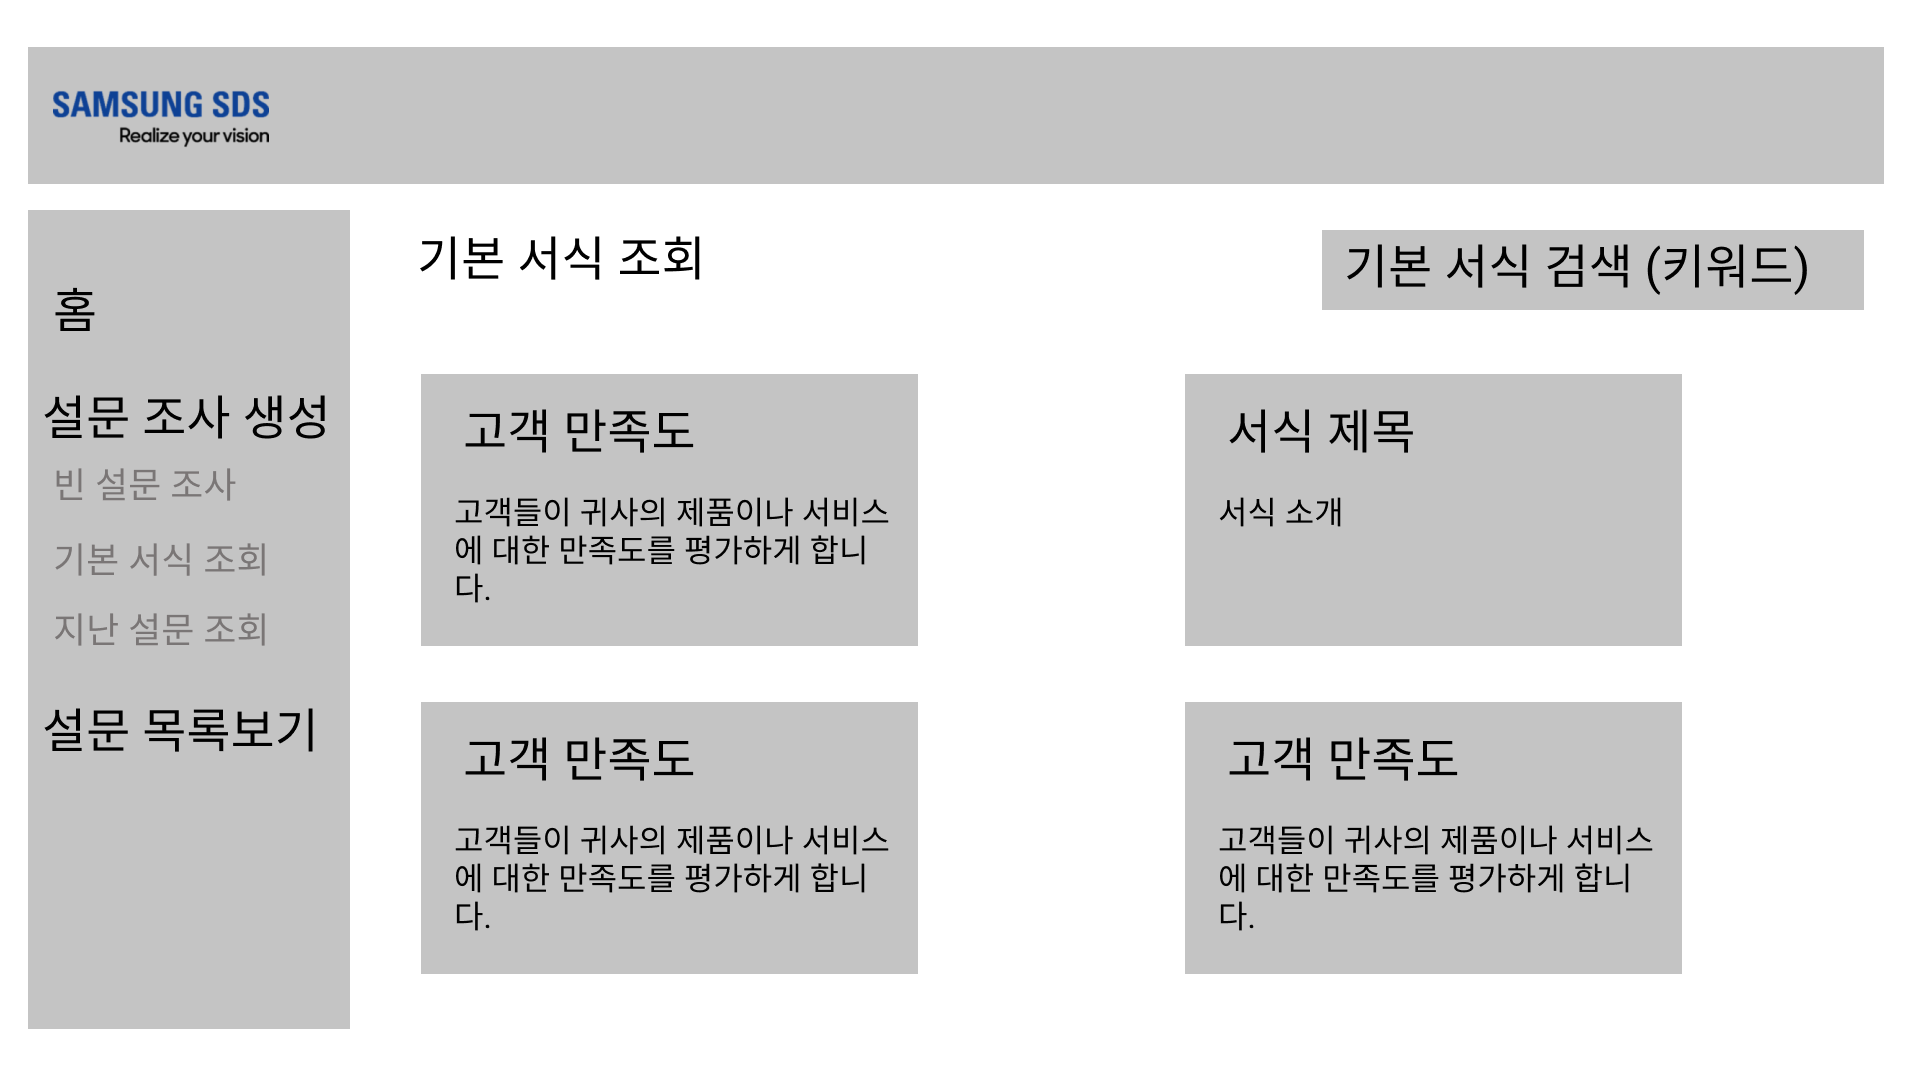 SAMSUNG SDS
Realize your vision
홈
설문 조사 생성
빈 설문 조사
기본 서식 조회
지난 설문 조회
설문 목록보기
기본 서식 조회
기본 서식 검색 (키워드)
고객 만족도
고객들이 귀사의 제품이나 서비스
에 대한 만족도를 평가하게 합니
다.
서식 제목
서식 소개
고객 만족도
고객들이 귀사의 제품이나 서비스
에 대한 만족도를 평가하게 합니
다.
고객 만족도
고객들이 귀사의 제품이나 서비스
에 대한 만족도를 평가하게 합니
다.